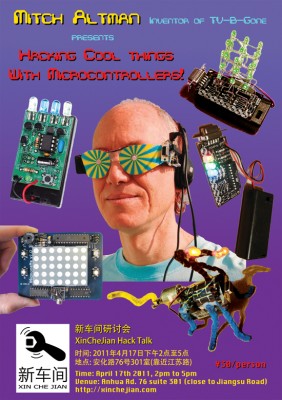 Mitch Altman Inventor of TV-B-Gone
presents
Hacking Cool things
With Microcontrollers!
新车间研讨会
XinCheJian Hack Talk
时间: 2011年4月17日下午2点至5点
地点: 安化路76号301室(靠近江苏路)
¥50/person
Time: April 17th 2011, 2pm to 5pm
Venue: Anhua Rd. 76 suite 301 (close to Jiangsu Road)
http://xinchejian.com
新车间
XIN CHE JIAN